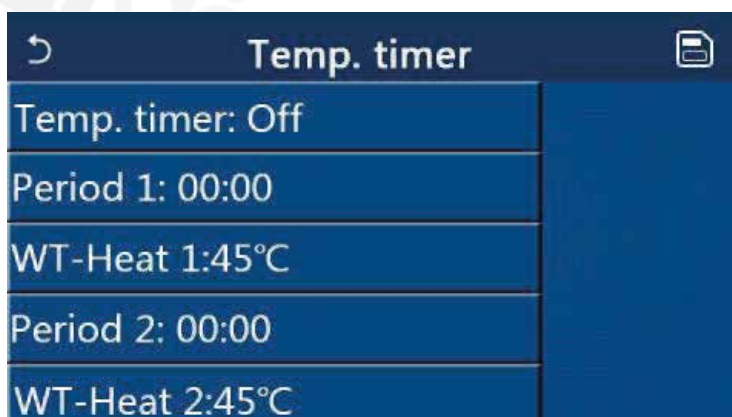 Temp. timer
Temp. timer: Off
Period 1: 00:00
WT-Heat 1:45℃
Period 2: 00:00
WT-Heat 2:45℃